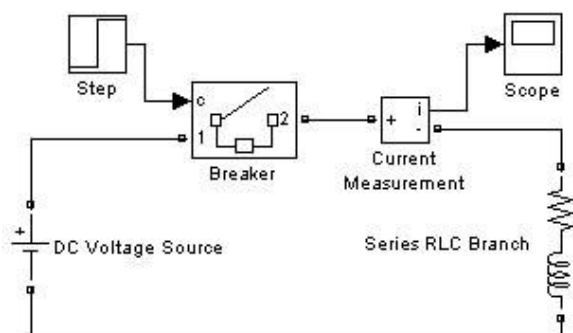 Step
Scope
c
1
2
Breaker
+
i
-
Current
Measurement
+
DC Voltage Source
Series RLC Branch